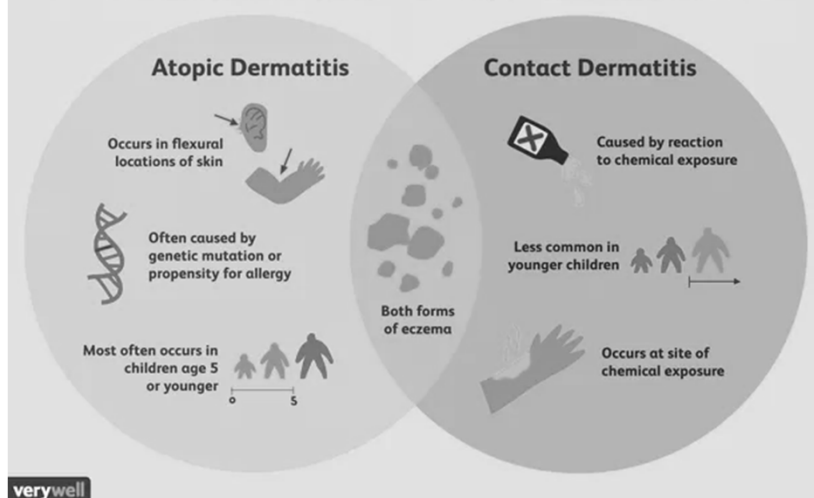 Atopic Dermatitis
Occurs in flexural
locations of skin
Often caused by
genetic mutation or
propensity for allergy
Most often occurs in
children age 5
or younger
0 5
Both forms
of eczema
Contact Dermatitis
Caused by reaction
to chemical exposure
Less common in
younger children
Occurs at site of
chemical exposure
verywell